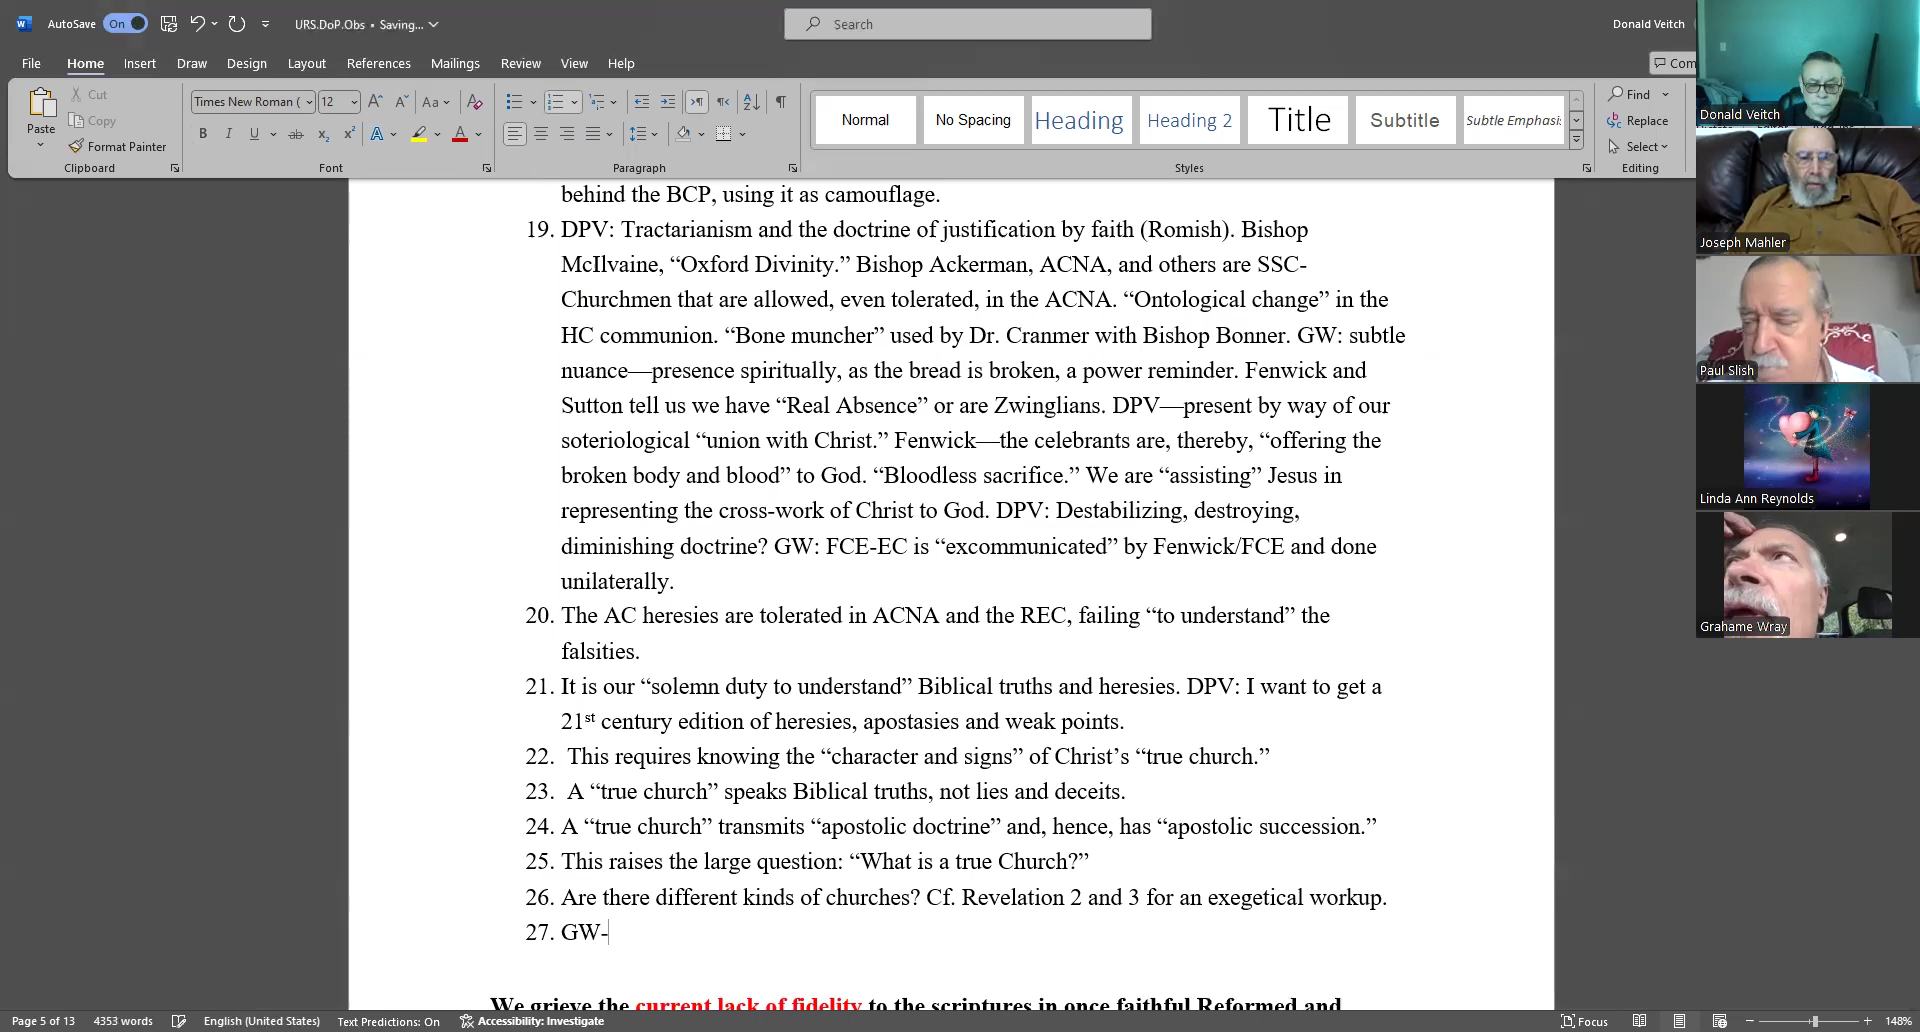 AutoSave On URS.DoP.Obs • Saving... Search Donald Veitch
File Home Insert Draw Design Layout References Mailings Review View Help Com
Paste Cut Copy Format Painter Clipboard
Times New Roman ( 12 Aa Font
Paragraph
Normal No Spacing Heading Heading 2 Title Subtitle Subtle Emphasi: Styles
Find Replace Select Editing
behind the BCP, using it as camouflage.
19. DPV: Tractarianism and the doctrine of justification by faith (Romish). Bishop
McIlvaine, “Oxford Divinity.” Bishop Ackerman, ACNA, and others are SSC-
Churchmen that are allowed, even tolerated, in the ACNA. “Ontological change” in the
HC communion. “Bone muncher” used by Dr. Cranmer with Bishop Bonner. GW: subtle
nuance—presence spiritually, as the bread is broken, a power reminder. Fenwick and
Sutton tell us we have “Real Absence” or are Zwinglians. DPV—present by way of our
soteriological “union with Christ.” Fenwick—the celebrants are, thereby, “offering the
broken body and blood” to God. “Bloodless sacrifice.” We are “assisting” Jesus in
representing the cross-work of Christ to God. DPV: Destabilizing, destroying,
diminishing doctrine? GW: FCE-EC is “excommunicated” by Fenwick/FCE and done
unilaterally.
20. The AC heresies are tolerated in ACNA and the REC, failing “to understand” the
falsities.
21. It is our “solemn duty to understand” Biblical truths and heresies. DPV: I want to get a
21st century edition of heresies, apostasies and weak points.
22. This requires knowing the “character and signs” of Christ’s “true church.”
23. A “true church” speaks Biblical truths, not lies and deceits.
24. A “true church” transmits “apostolic doctrine” and, hence, has “apostolic succession.”
25. This raises the large question: “What is a true Church?”
26. Are there different kinds of churches? Cf. Revelation 2 and 3 for an exegetical workup.
27. GW-
We grieve the current lack of fidelity to the scriptures in once faithful Reformed and
Donald Veitch
Joseph Mahler
Paul Slish
Linda Ann Reynolds
Grahame Wray
Page 5 of 13 4353 words English (United States) Text Predictions: On Accessibility: Investigate Focus 148%